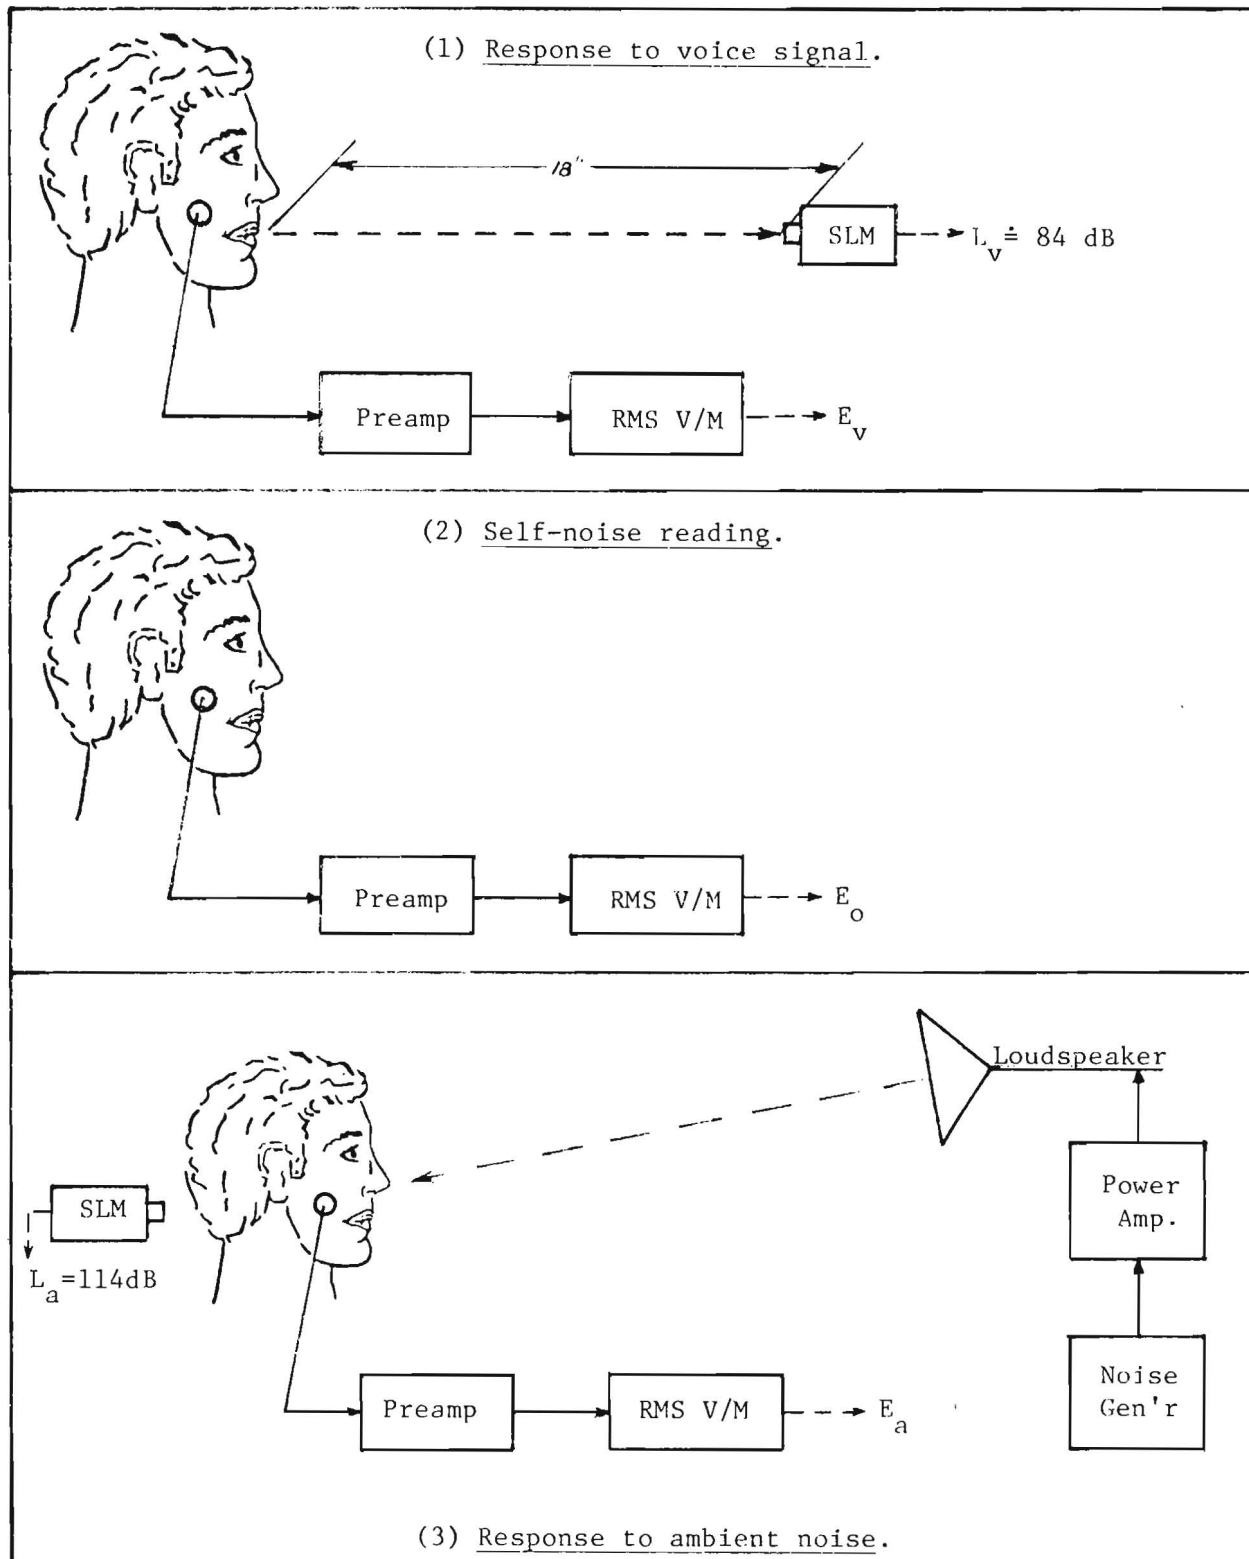 (1) Response to voice signal.
18"
SLM
L_v ≐ 84 dB
Preamp
RMS V/M
E_v
(2) Self-noise reading.
Preamp
RMS V/M
E_o
Loudspeaker
Power
Amp.
SLM
L_a=114dB
Noise
Gen'r
Preamp
RMS V/M
E_a
(3) Response to ambient noise.